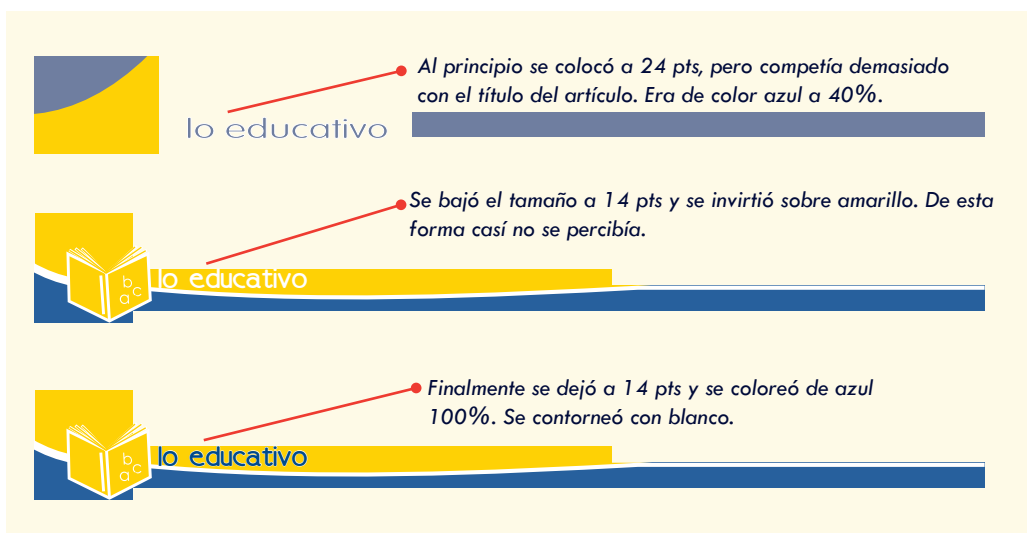 Al principio se colocó a 24 pts, pero competía demasiado
con el título del artículo. Era de color azul a 40%.
lo educativo
Se bajó el tamaño a 14 pts y se invirtió sobre amarillo. De esta
forma casí no se percibía.
lo educativo
b
a c
Finalmente se dejó a 14 pts y se coloreó de azul
100%. Se contorneó con blanco.
lo educativo
b
a c